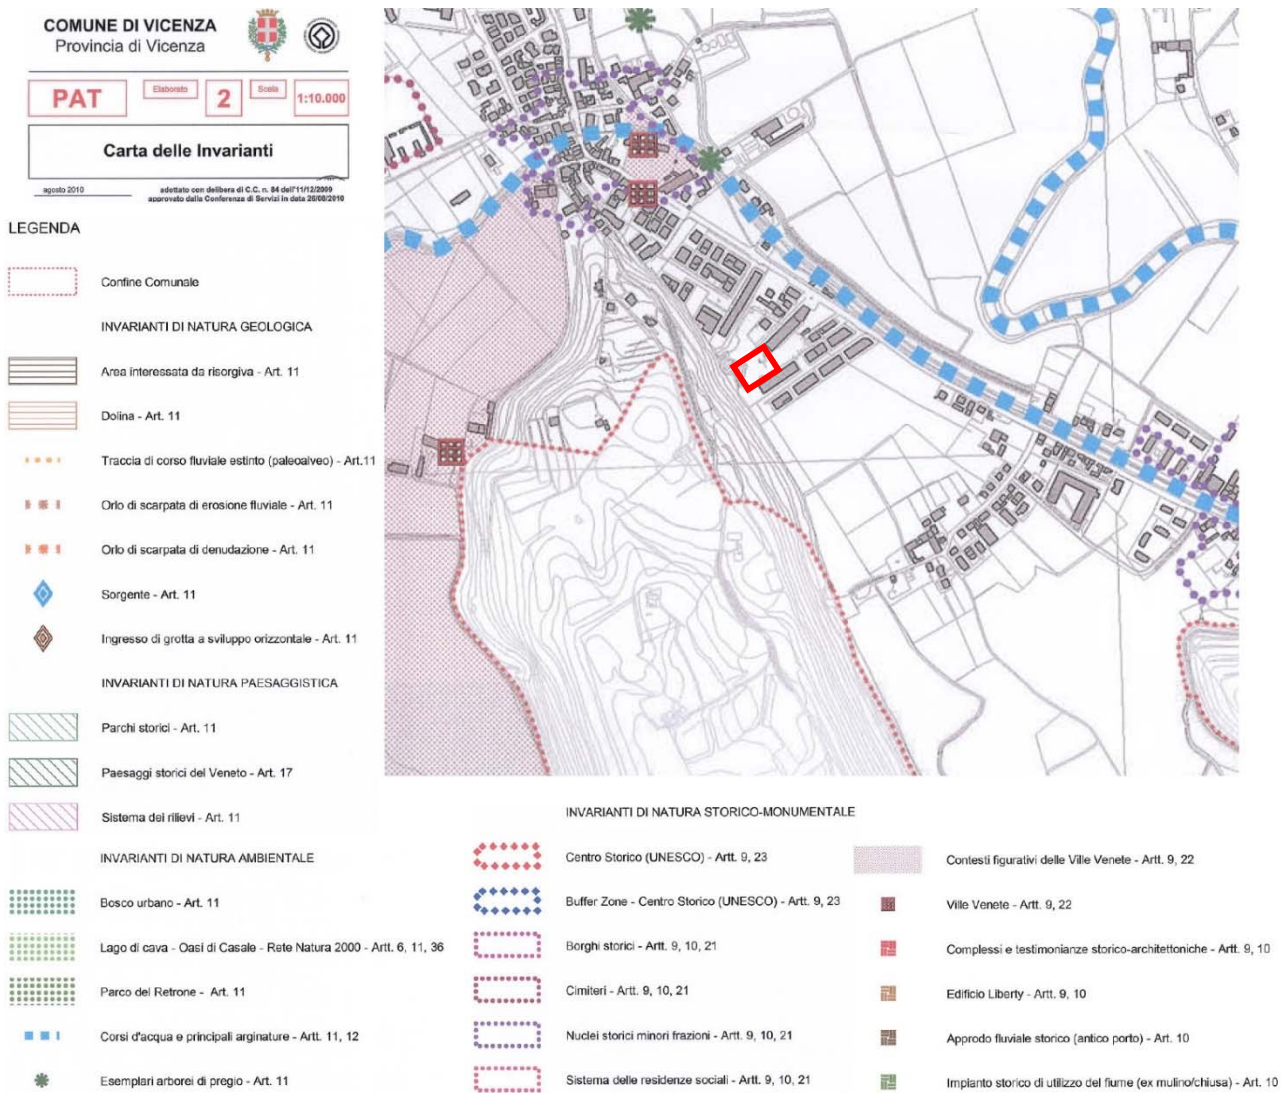 COMUNE DI VICENZA
Provincia di Vicenza
PAT
Elaborato
2
Scala
1:10.000
Carta delle Invarianti
agosto 2010
adottato con delibera di C.C. n. 84 dell'11/12/2009
approvato dalla Conferenza di Servizi in data 26/08/2010
LEGENDA
Confine Comunale
INVARIANTI DI NATURA GEOLOGICA
Area interessata da risorgiva - Art. 11
Dolina - Art. 11
Traccia di corso fluviale estinto (paleoalveo) - Art.11
Orlo di scarpata di erosione fluviale - Art. 11
Orlo di scarpata di denudazione - Art. 11
Sorgente - Art. 11
Ingresso di grotta a sviluppo orizzontale - Art. 11
INVARIANTI DI NATURA PAESAGGISTICA
Parchi storici - Art. 11
Paesaggi storici del Veneto - Art. 17
Sistema dei rilievi - Art. 11
INVARIANTI DI NATURA AMBIENTALE
Bosco urbano - Art. 11
Lago di cava - Oasi di Casale - Rete Natura 2000 - Artt. 6, 11, 36
Parco del Retrone - Art. 11
Corsi d'acqua e principali arginature - Artt. 11, 12
Esemplari arborei di pregio - Art. 11
INVARIANTI DI NATURA STORICO-MONUMENTALE
Centro Storico (UNESCO) - Artt. 9, 23
Buffer Zone - Centro Storico (UNESCO) - Artt. 9, 23
Borghi storici - Artt. 9, 10, 21
Cimiteri - Artt. 9, 10, 21
Nuclei storici minori frazioni - Artt. 9, 10, 21
Sistema delle residenze sociali - Artt. 9, 10, 21
Contesti figurativi delle Ville Venete - Artt. 9, 22
Ville Venete - Artt. 9, 22
Complessi e testimonianze storico-architettoniche - Artt. 9, 10
Edificio Liberty - Artt. 9, 10
Approdo fluviale storico (antico porto) - Art. 10
Impianto storico di utilizzo del fiume (ex mulino/chiusa) - Art. 10